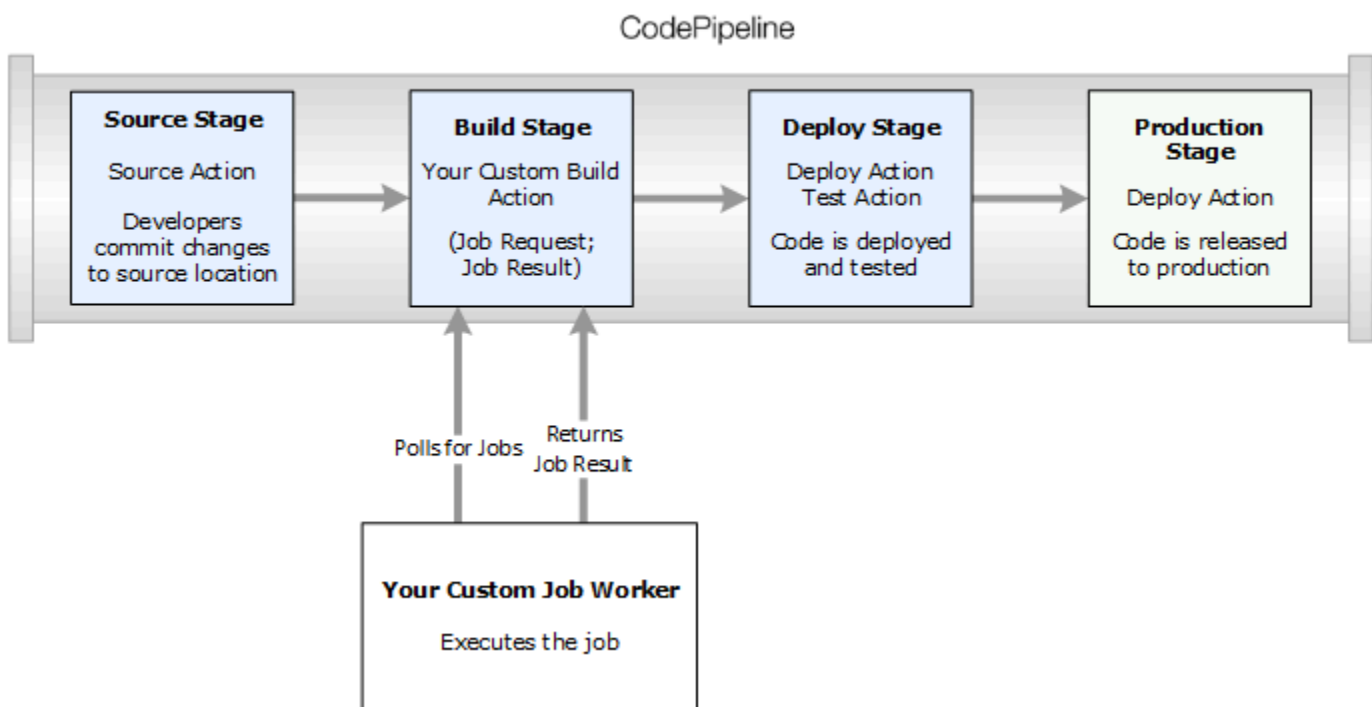 CodePipeline
Source Stage
Source Action
Developers
commit changes
to source location
Build Stage
Your Custom Build
Action
(Job Request;
Job Result)
Deploy Stage
Deploy Action
Test Action
Code is deployed
and tested
Production
Stage
Deploy Action
Code is released
to production
Polls for Jobs
Returns
Job Result
Your Custom Job Worker
Executes the job